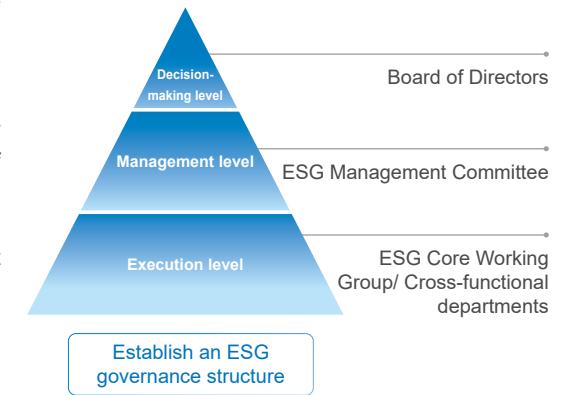 Decision-
making level
Board of Directors
Management level
ESG Management Committee
Execution level
ESG Core Working
Group/ Cross-functional
departments
Establish an ESG
governance structure